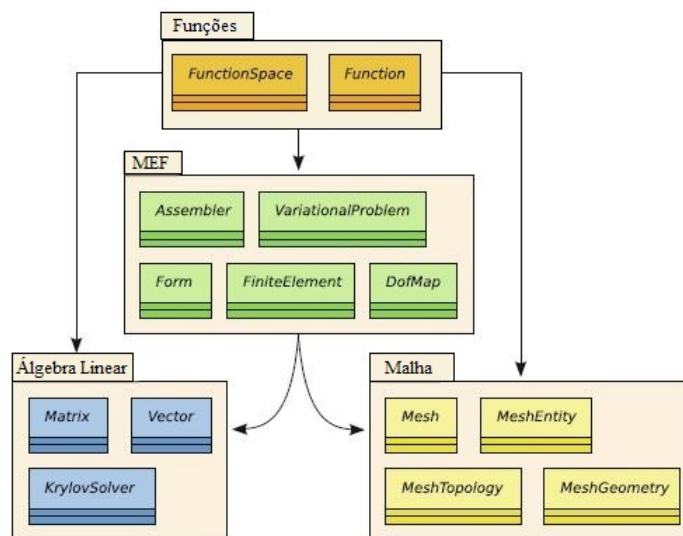 Funções
FunctionSpace
Function
MEF
Assembler
VariationalProblem
Form
FiniteElement
DofMap
Álgebra Linear
Matrix
Vector
KrylovSolver
Malha
Mesh
MeshEntity
MeshTopology
MeshGeometry